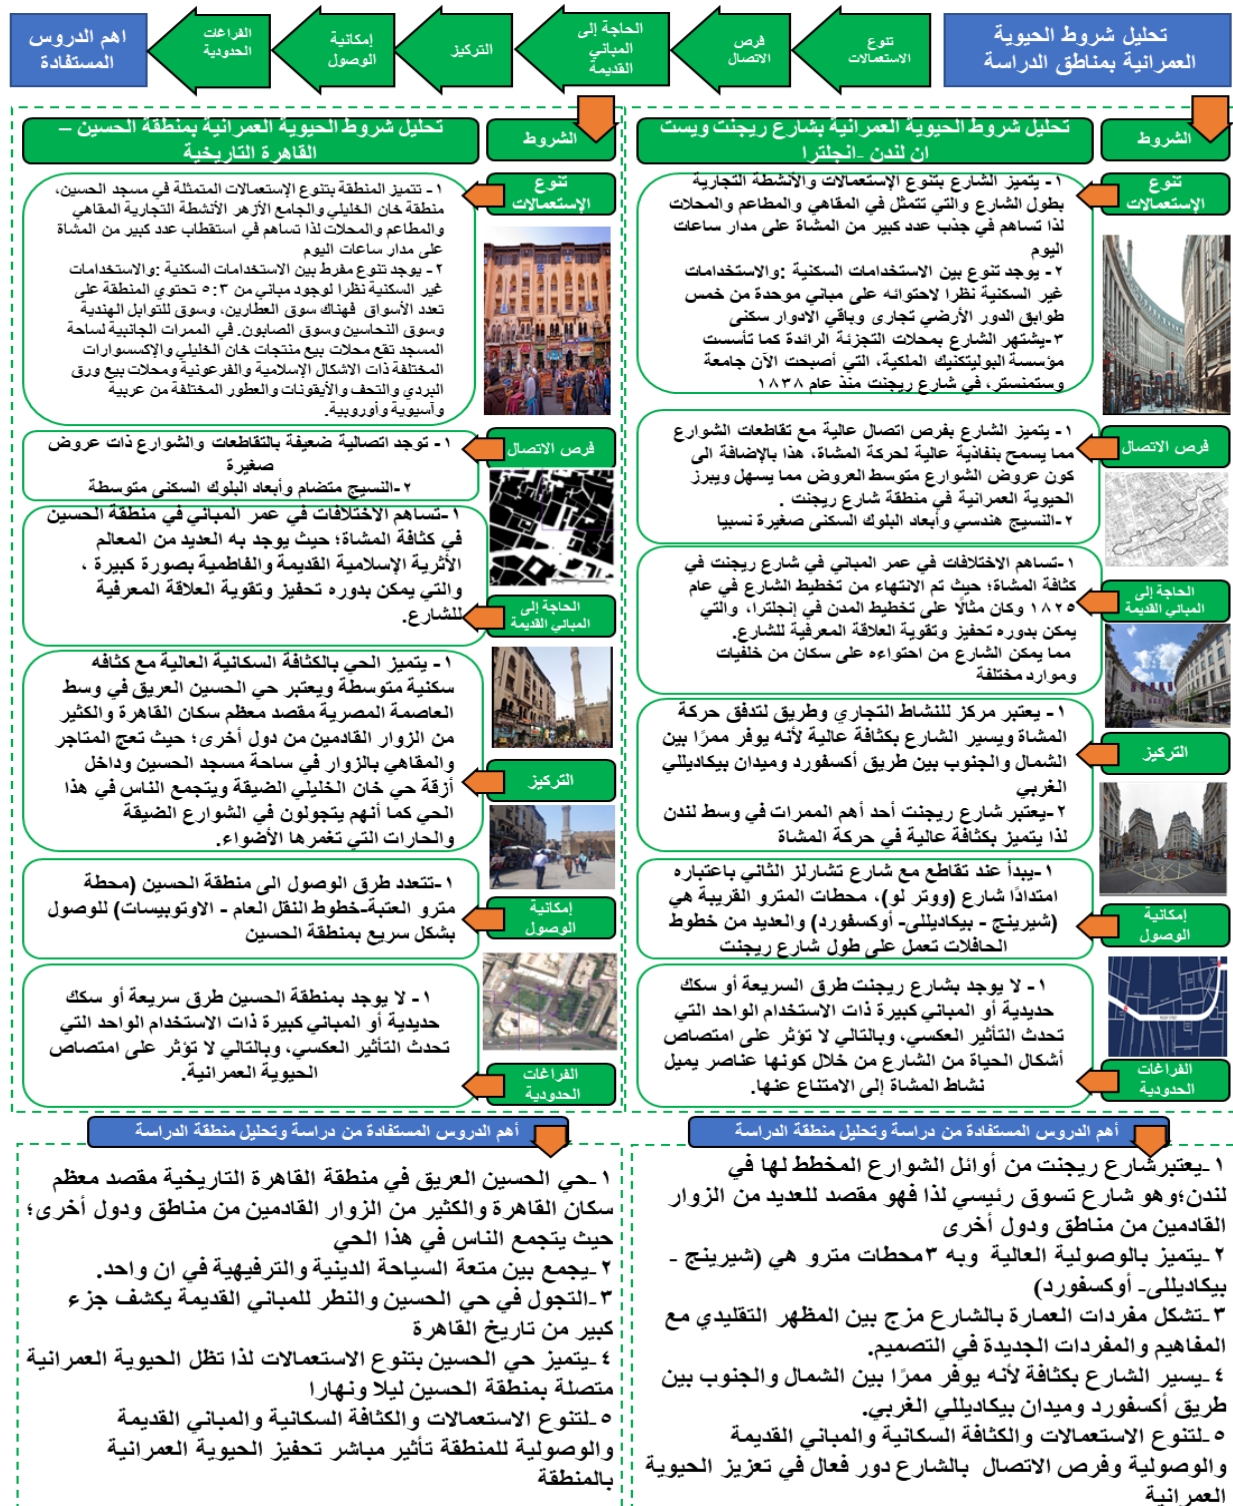 تحليل شروط الحيوية
العمرانية بمناطق الدراسة
تنوع
الاستعمالات
فرص
الاتصال
الحاجة إلى
المباني
القديمة
التركيز
إمكانية
الوصول
الفراغات
الحدودية
اهم الدروس
المستفادة
الشروط
تحليل شروط الحيوية العمرانية بشارع ريجنت ويست
ان لندن -انجلترا
تنوع
الإستعمالات
١- يتميز الشارع بتنوع الإستعمالات والأنشطة التجارية
بطول الشارع والتي تتمثل في المقاهي والمطاعم والمحلات
لذا تساهم في جذب عدد كبير من المشاة على مدار ساعات
اليوم
٢- يوجد تنوع بين الاستخدامات السكنية :والاستخدامات
غير السكنية نظرا لاحتوائه على مباني موحدة من خمس
طوابق الدور الأرضي تجارى وباقي الادوار سكنى
٣-يشتهر الشارع بمحلات التجزئة الرائدة كما تأسست
مؤسسة البوليتكنيك الملكية، التي أصبحت الآن جامعة
وستمنستر، في شارع ريجنت منذ عام ١٨٣٨
فرص الاتصال
١- يتميز الشارع بفرص اتصال عالية مع تقاطعات الشوارع
مما يسمح بنفاذية عالية لحركة المشاة، هذا بالإضافة الى
كون عروض الشوارع متوسط العروض مما يسهل ويبرز
الحيوية العمرانية في منطقة شارع ريجنت .
٢-النسيج هندسي وأبعاد البلوك السكنى صغيرة نسبيا
الحاجة إلى
المباني القديمة
١-تساهم الاختلافات في عمر المباني في شارع ريجنت في
كثافة المشاة؛ حيث تم الانتهاء من تخطيط الشارع في عام
١٨٢٥ وكان مثالًا على تخطيط المدن في إنجلترا، والتي
يمكن بدوره تحفيز وتقوية العلاقة المعرفية للشارع.
مما يمكن الشارع من احتواءه على سكان من خلفيات
وموارد مختلفة
التركيز
١- يعتبر مركز للنشاط التجاري وطريق لتدفق حركة
المشاة ويسير الشارع بكثافة عالية لأنه يوفر ممرًا بين
الشمال والجنوب بين طريق أكسفورد وميدان بيكاديللي
الغربي
٢-يعتبر شارع ريجنت أحد أهم الممرات في وسط لندن
لذا يتميز بكثافة عالية في حركة المشاة
إمكانية
الوصول
١-يبدأ عند تقاطع مع شارع تشارلز الثاني باعتباره
امتدادًا شارع (ووتر لو)، محطات المترو القريبة هي
(شيرينج - بيكاديللى- أوكسفورد) والعديد من خطوط
الحافلات تعمل على طول شارع ريجنت
الفراغات
الحدودية
١- لا يوجد بشارع ريجنت طرق السريعة أو سكك
حديدية أو المباني كبيرة ذات الاستخدام الواحد التي
تحدث التأثير العكسي، وبالتالي لا تؤثر على امتصاص
أشكال الحياة من الشارع من خلال كونها عناصر يميل
نشاط المشاة إلى الامتناع عنها.
أهم الدروس المستفادة من دراسة وتحليل منطقة الدراسة
١-يعتبرشارع ريجنت من أوائل الشوارع المخطط لها في
لندن؛وهو شارع تسوق رئيسي لذا فهو مقصد للعديد من الزوار
القادمين من مناطق ودول أخرى
٢-يتميز بالوصولية العالية وبه ٣محطات مترو هي (شيرينج -
بيكاديللى- أوكسفورد)
٣-تشكل مفردات العمارة بالشارع مزج بين المظهر التقليدي مع
المفاهيم والمفردات الجديدة في التصميم.
٤-يسير الشارع بكثافة لأنه يوفر ممرًا بين الشمال والجنوب بين
طريق أكسفورد وميدان بيكاديللي الغربي.
٥-لتنوع الاستعمالات والكثافة السكانية والمباني القديمة
والوصولية وفرص الاتصال بالشارع دور فعال في تعزيز الحيوية
العمرانية
الشروط
تحليل شروط الحيوية العمرانية بمنطقة الحسين –
القاهرة التاريخية
تنوع
الإستعمالات
١- تتميز المنطقة بتنوع الإستعمالات المتمثلة في مسجد الحسين،
منطقة خان الخليلي والجامع الأزهر الأنشطة التجارية المقاهي
والمطاعم والمحلات لذا تساهم في استقطاب عدد كبير من المشاة
على مدار ساعات اليوم
٢- يوجد تنوع مفرط بين الاستخدامات السكنية :والاستخدامات
غير السكنية نظرا لوجود مباني من ٥:٣ تحتوي المنطقة على
تعدد الأسواق فهناك سوق العطارين، وسوق للتوابل الهندية
وسوق النحاسين وسوق الصابون. في الممرات الجانبية لساحة
المسجد تقع محلات بيع منتجات خان الخليلي والإكسسوارات
المختلفة ذات الاشكال الإسلامية والفرعونية ومحلات بيع ورق
البردي والتحف والأيقونات والعطور المختلفة من عربية
وآسيوية وأوروبية.
فرص الاتصال
١- توجد اتصالية ضعيفة بالتقاطعات والشوارع ذات عروض
صغيرة
٢-النسيج متضام وأبعاد البلوك السكنى متوسطة
الحاجة إلى
المباني القديمة
١-تساهم الاختلافات في عمر المباني في منطقة الحسين
في كثافة المشاة؛ حيث يوجد به العديد من المعالم
الأثرية الإسلامية القديمة والفاطمية بصورة كبيرة ،
والتي يمكن بدوره تحفيز وتقوية العلاقة المعرفية
للشارع.
التركيز
١- يتميز الحي بالكثافة السكانية العالية مع كثافه
سكنية متوسطة ويعتبر حي الحسين العريق في وسط
العاصمة المصرية مقصد معظم سكان القاهرة والكثير
من الزوار القادمين من دول أخرى؛ حيث تعج المتاجر
والمقاهي بالزوار في ساحة مسجد الحسين وداخل
أزقة حي خان الخليلي الضيقة ويتجمع الناس في هذا
الحي كما أنهم يتجولون في الشوارع الضيقة
والحارات التي تغمرها الأضواء.
إمكانية
الوصول
١-تتعدد طرق الوصول الى منطقة الحسين (محطة
مترو العتبة-خطوط النقل العام - الاوتوبيسات) للوصول
بشكل سريع بمنطقة الحسين
الفراغات
الحدودية
١- لا يوجد بمنطقة الحسين طرق سريعة أو سكك
حديدية أو المباني كبيرة ذات الاستخدام الواحد التي
تحدث التأثير العكسي، وبالتالي لا تؤثر على امتصاص
الحيوية العمرانية.
أهم الدروس المستفادة من دراسة وتحليل منطقة الدراسة
١-حي الحسين العريق في منطقة القاهرة التاريخية مقصد معظم
سكان القاهرة والكثير من الزوار القادمين من مناطق ودول أخرى؛
حيث يتجمع الناس في هذا الحي
٢-يجمع بين متعة السياحة الدينية والترفيهية في ان واحد.
٣-التجول في حي الحسين والنظر للمباني القديمة يكشف جزء
كبير من تاريخ القاهرة
٤-يتميز حي الحسين بتنوع الاستعمالات لذا تظل الحيوية العمرانية
متصلة بمنطقة الحسين ليلا ونهارا
٥-لتنوع الاستعمالات والكثافة السكانية والمباني القديمة
والوصولية للمنطقة تأثير مباشر تحفيز الحيوية العمرانية
بالمنطقة